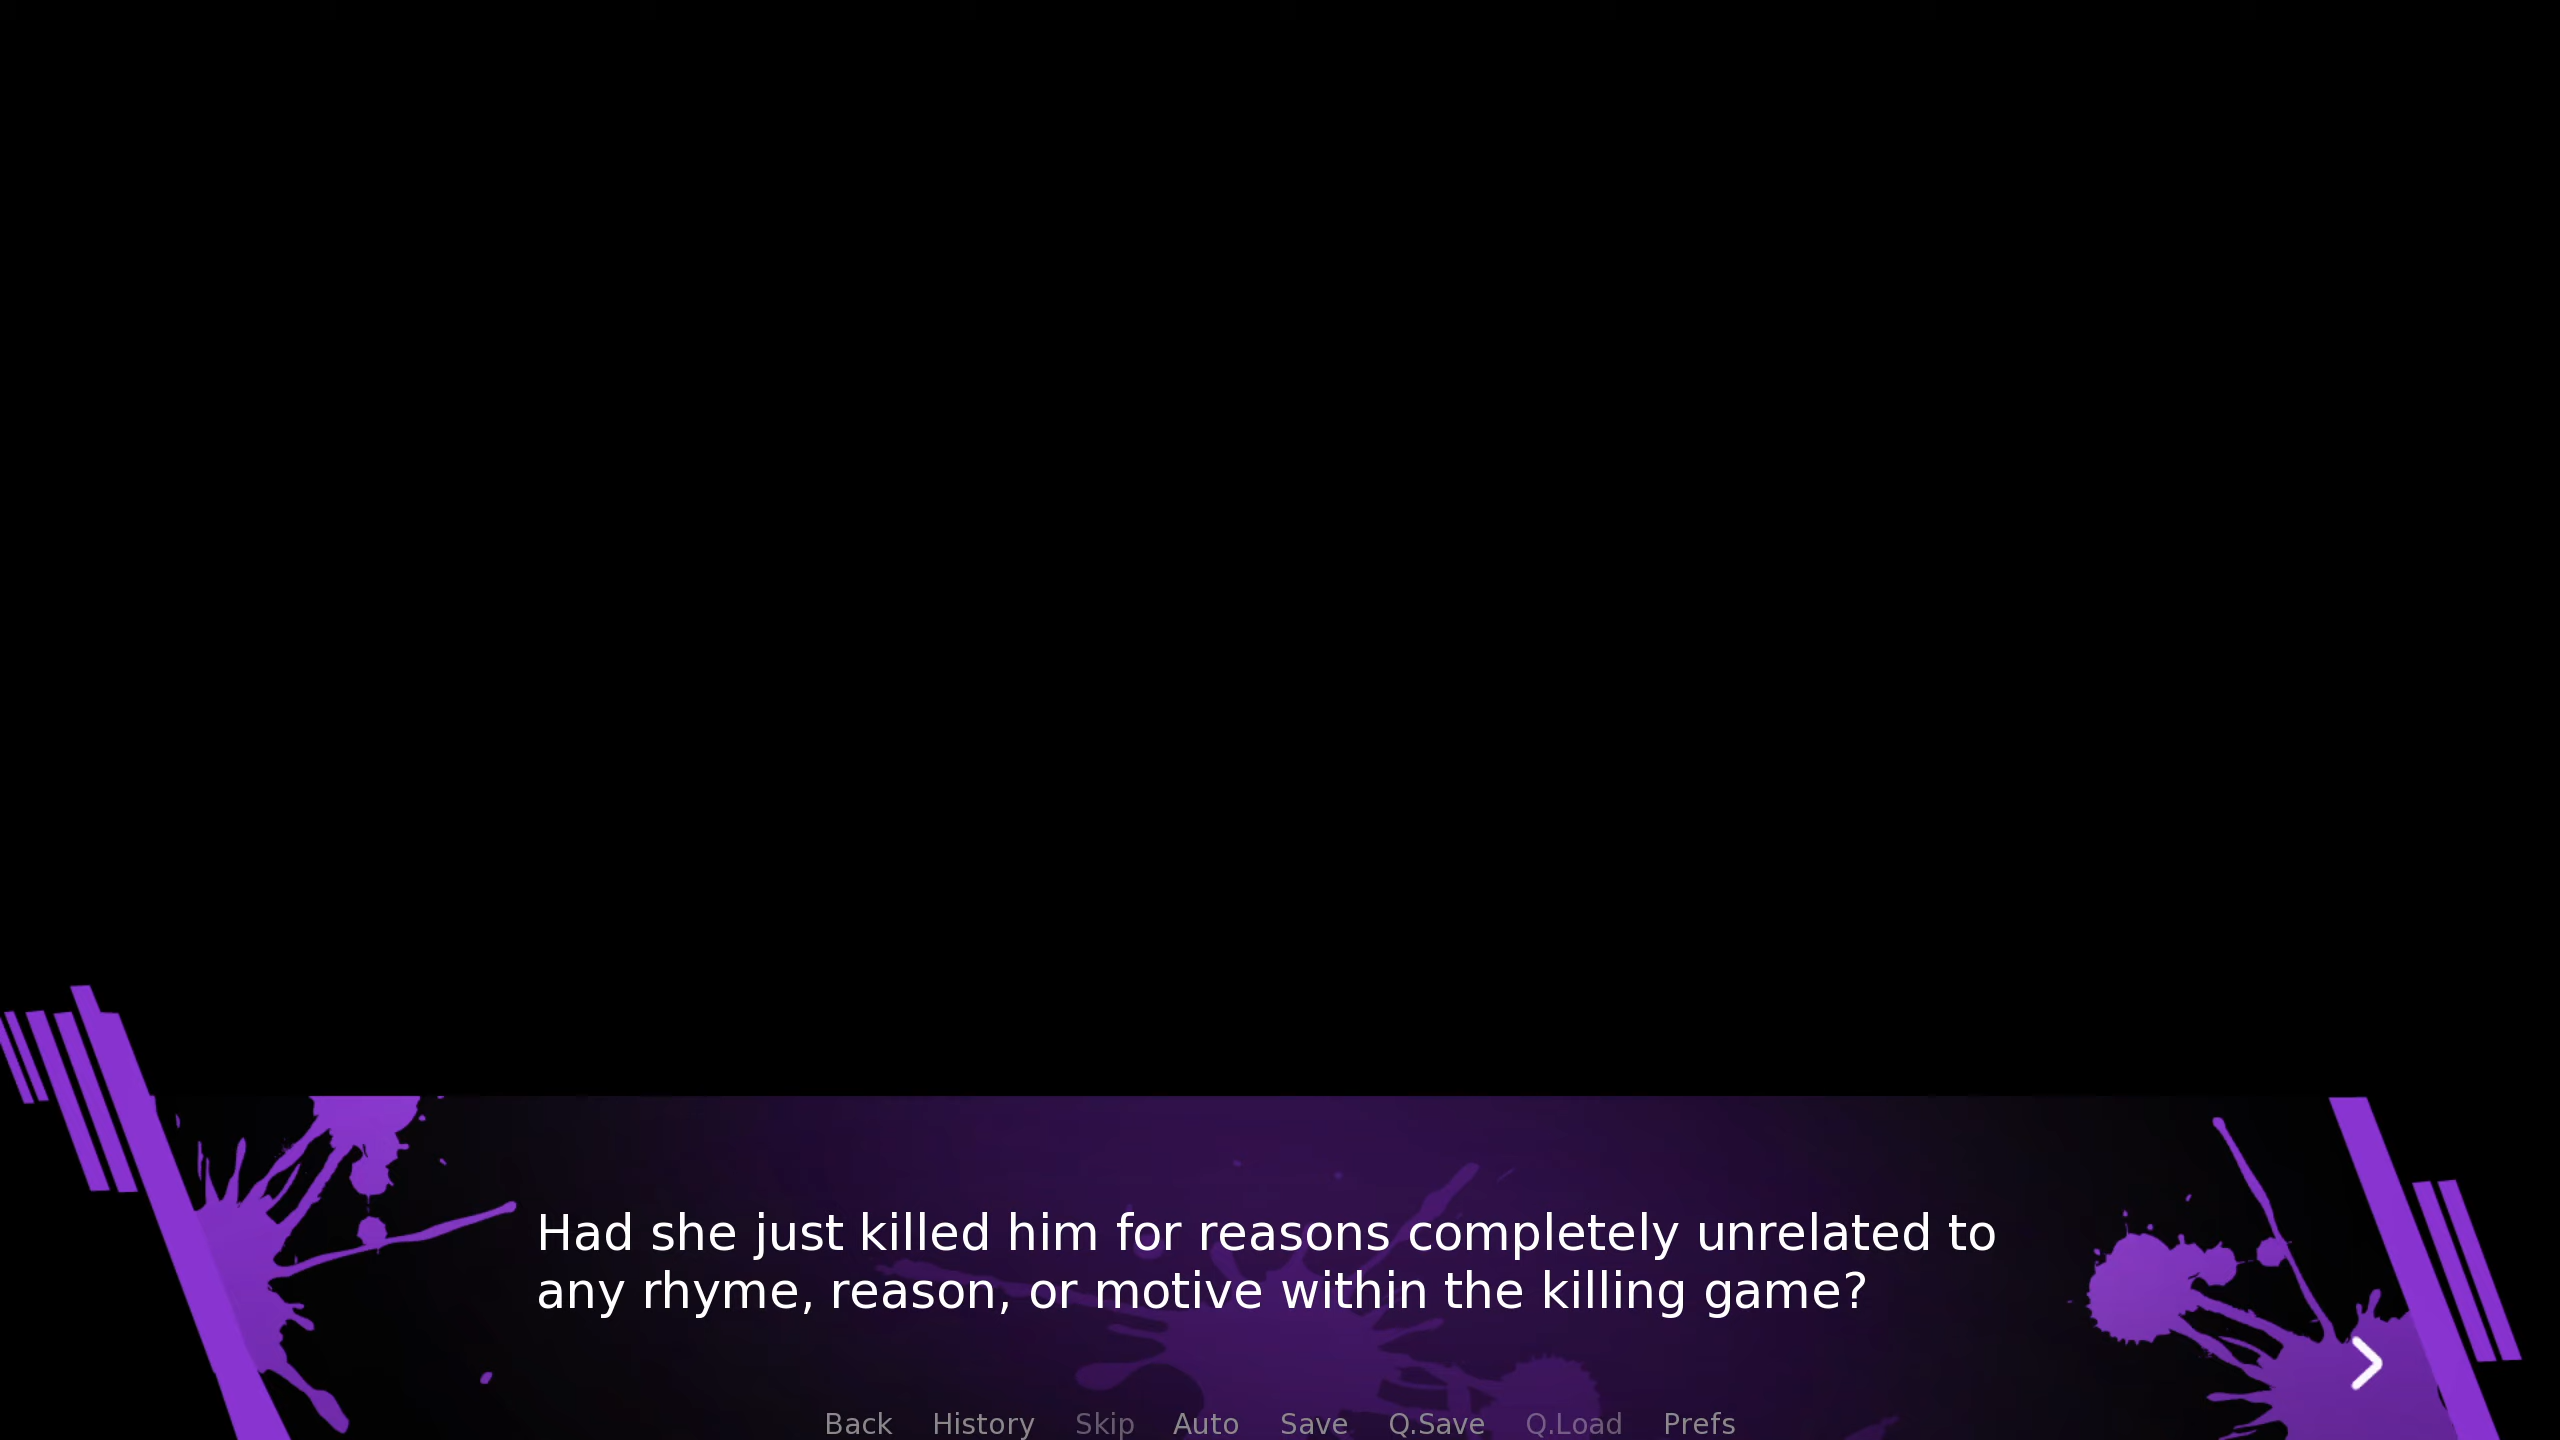 Had she just killed him for reasons completely unrelated to
any rhyme, reason, or motive within the killing game?
Back History Skip Auto Save Q.Save Q.Load Prefs